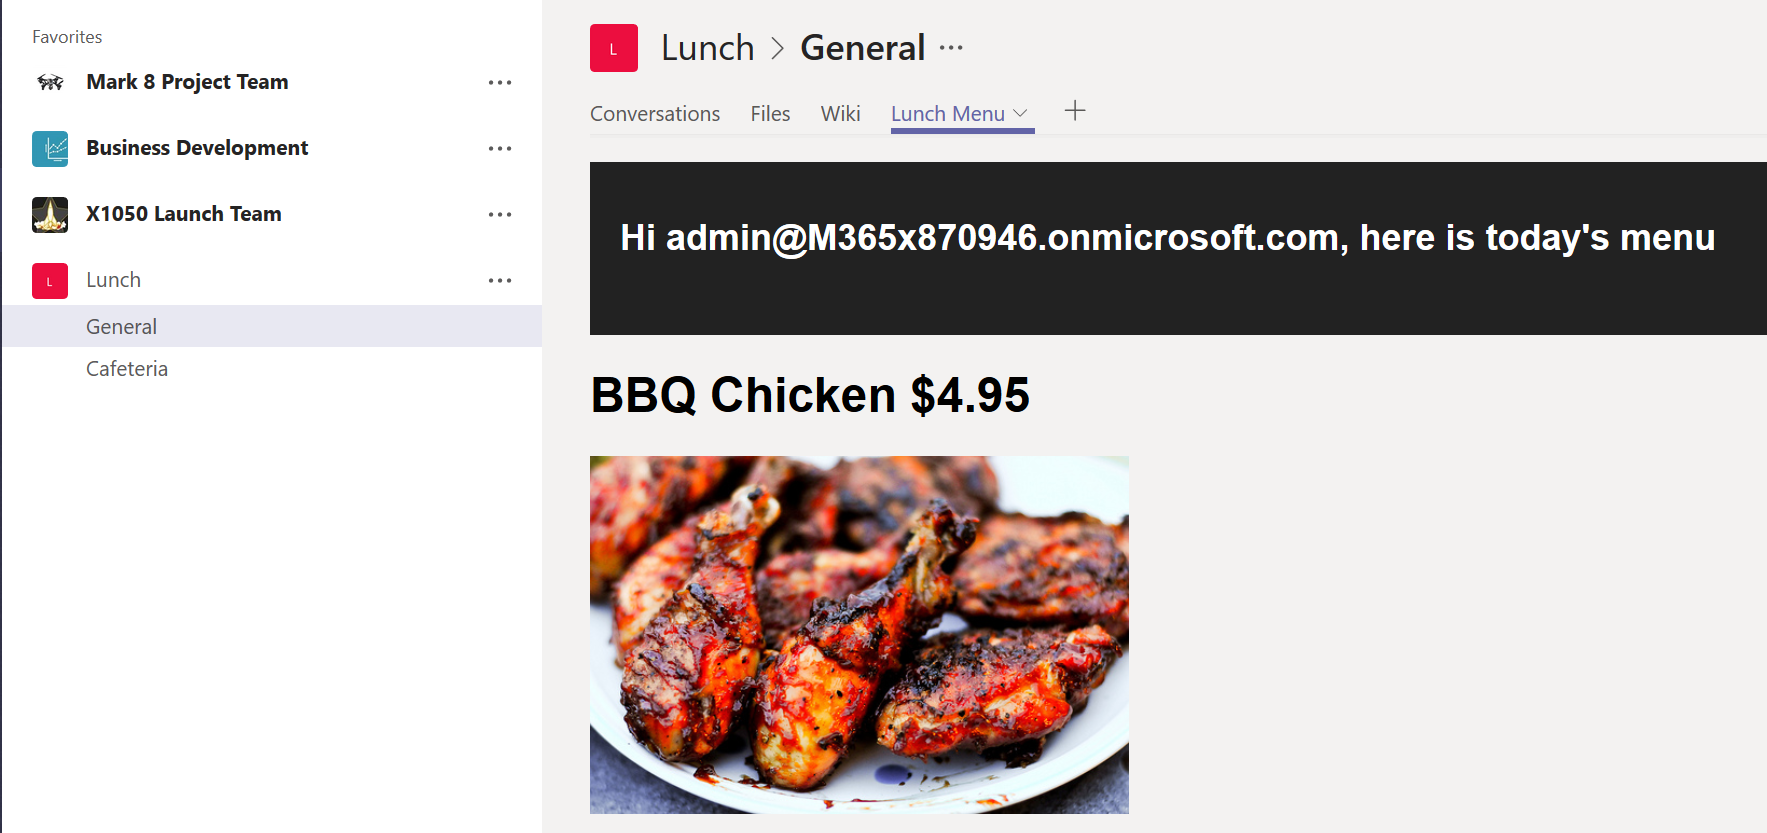 Favorites
Mark 8 Project Team
Business Development
X1050 Launch Team
L Lunch
General
Cafeteria
L Lunch > General
Conversations Files Wiki Lunch Menu
Hi admin@M365x870946.onmicrosoft.com, here is today's menu
BBQ Chicken $4.95